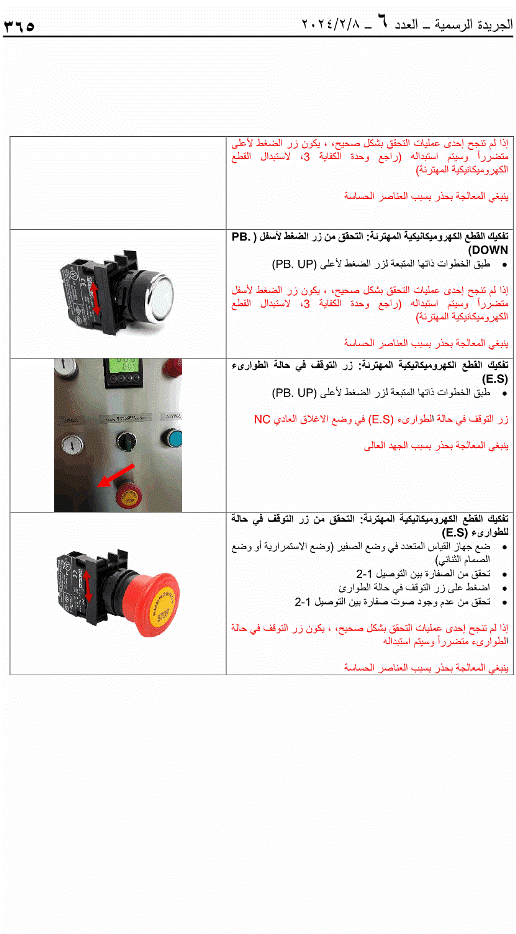 الجريدة الرسمية ــ العدد ٦ ــ ٢٠٢٤/٢/٨
٣٦٥
إذا لم تنجح إحدى عمليات التحقق بشكل صحيح، ، يكون زر الضغط لأعلى
متضرراً وسيتم استبداله (راجع وحدة الكفاية 3، لاستبدال القطع
الكهروميكانيكية المهترئة)
ينبغي المعالجة بحذر بسبب العناصر الحساسة
تفكيك القطع الكهروميكانيكية المهترئة: التحقق من زر الضغط لأسفل (PB.
DOWN)
• طبق الخطوات ذاتها المتبعة لزر الضغط لأعلى (PB. UP)
إذا لم تنجح إحدى عمليات التحقق بشكل صحيح، ، يكون زر الضغط لأسفل
متضرراً وسيتم استبداله (راجع وحدة الكفاية 3، لاستبدال القطع
الكهروميكانيكية المهترئة)
ينبغي المعالجة بحذر بسبب العناصر الحساسة
تفكيك القطع الكهروميكانيكية المهترئة: زر التوقف في حالة الطوارىء
(E.S)
• طبق الخطوات ذاتها المتبعة لزر الضغط لأعلى (PB. UP)
زر التوقف في حالة الطوارىء (E.S) في وضع الاغلاق العادي NC
ينبغي المعالجة بحذر بسبب الجهد العالي
تفكيك القطع الكهروميكانيكية المهترئة: التحقق من زر التوقف في حالة
للطوارىء (E.S)
• ضع جهاز القياس المتعدد في وضع الصفير (وضع الاستمرارية أو وضع
الصمام الثنائي)
• تحقق من الصفارة بين التوصيل 1-2
• اضغط على زر التوقف في حالة الطوارئ
• تحقق من عدم وجود صوت صفارة بين التوصيل 1-2
إذا لم تنجح إحدى عمليات التحقق بشكل صحيح، ، يكون زر التوقف في حالة
الطوارىء متضرراً وسيتم استبداله
ينبغي المعالجة بحذر بسبب العناصر الحساسة